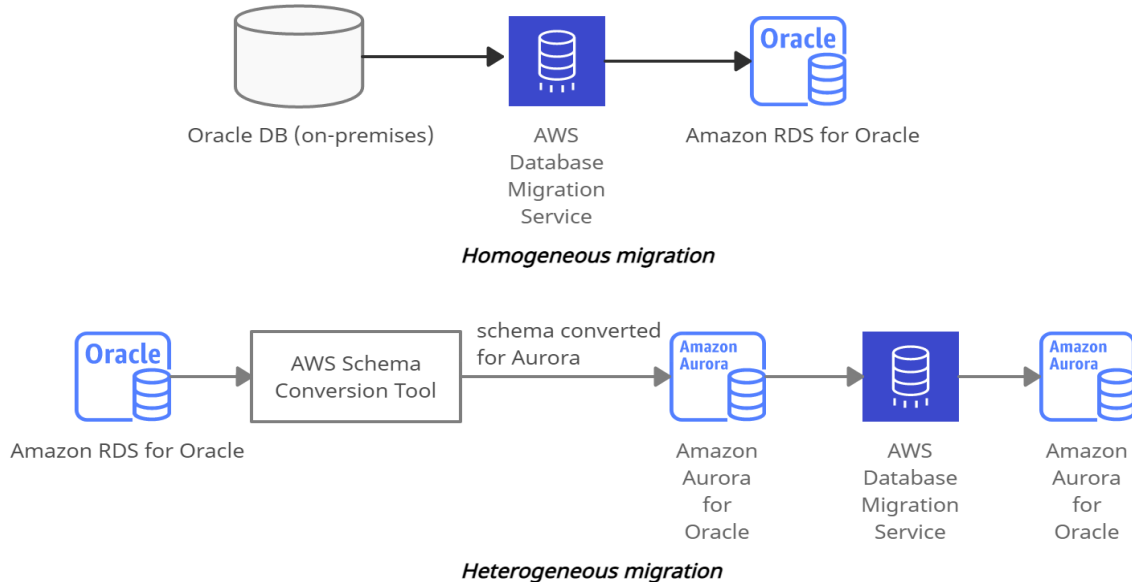 Oracle
Oracle DB (on-premises)
AWS
Database
Migration
Service
Amazon RDS for Oracle
Homogeneous migration
Oracle
Amazon RDS for Oracle
AWS Schema
Conversion Tool
schema converted
for Aurora
Amazon
Aurora
Amazon
Aurora
for
Oracle
AWS
Database
Migration
Service
Amazon
Aurora
Amazon
Aurora
for
Oracle
Heterogeneous migration